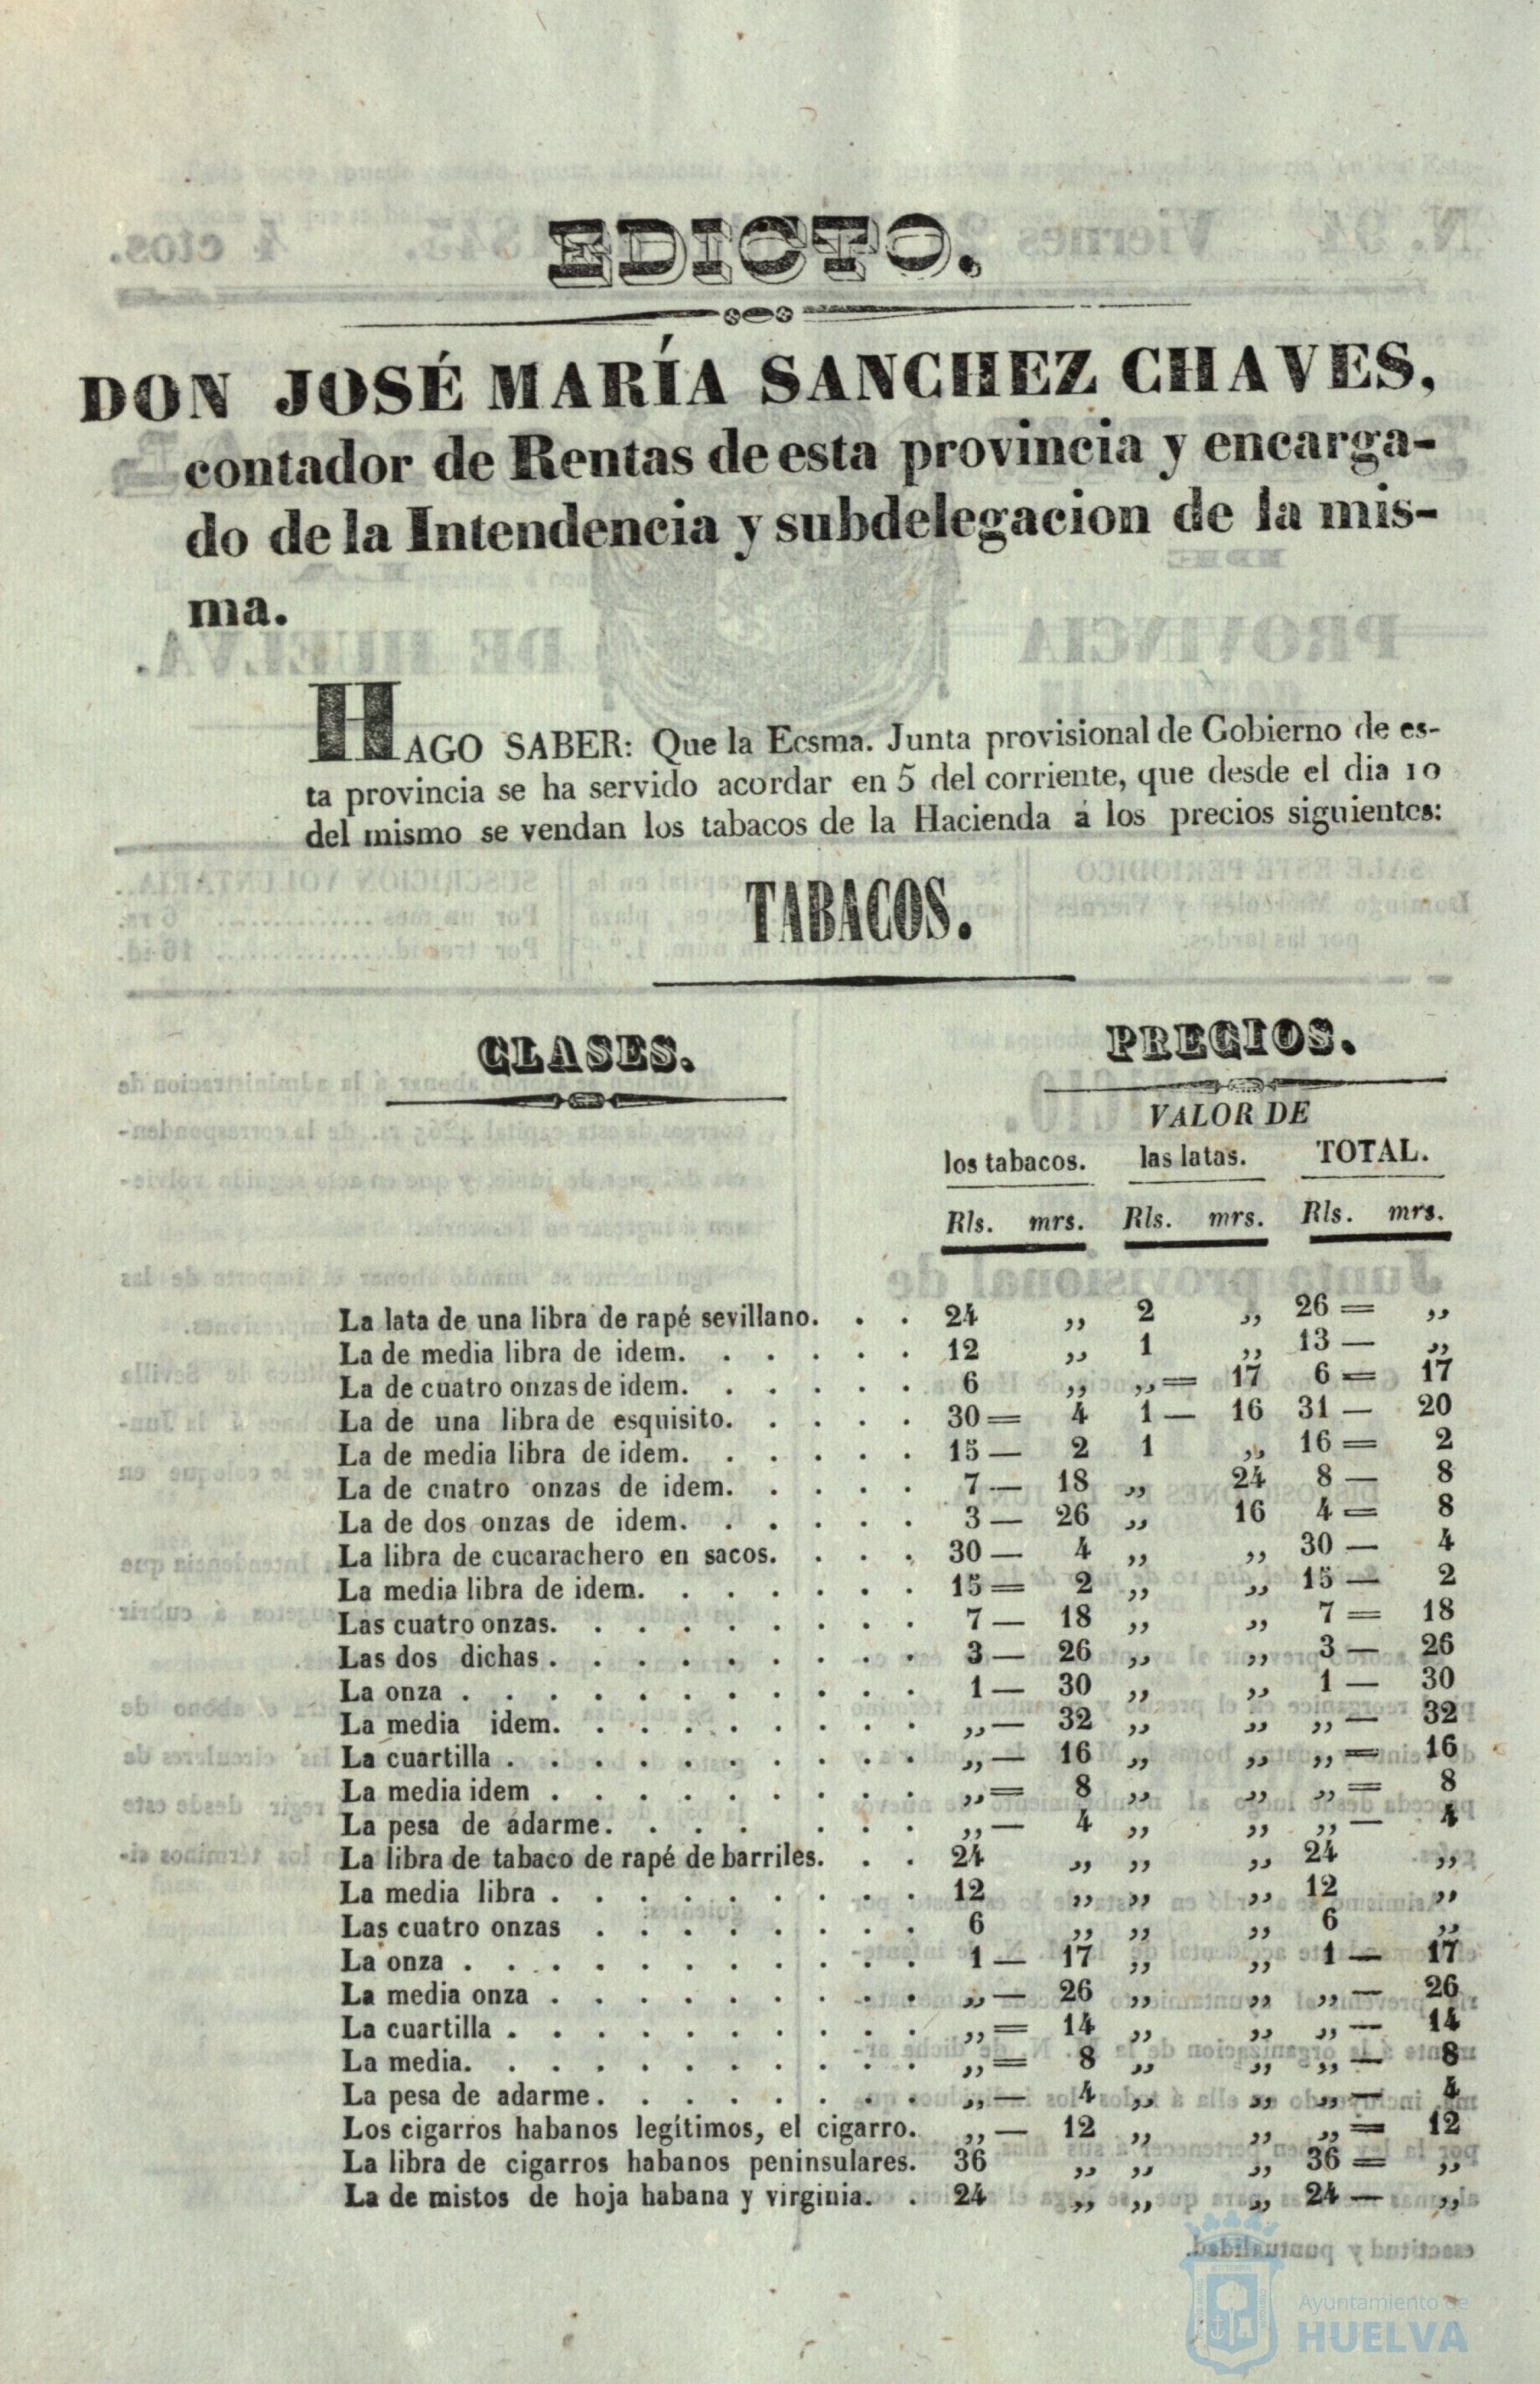 EDICTO.
DON JOSÉ MARÍA SANCHEZ CHAVES,
contador de Rentas de esta provincia y encarga-
do de la Intendencia y subdelegacion de la mis-
ma.
HAGO SABER: Que la Ecsma. Junta provisional de Gobierno de es-
ta provincia se ha servido acordar en 5 del corriente, que desde el dia 10
del mismo se vendan los tabacos de la Hacienda á los precios siguientes:
TABACOS.
CLASES. PRECIOS.
VALOR DE
los tabacos. las latas. TOTAL.
Rls. mrs. Rls. mrs. Rls. mrs.
La lata de una libra de rapé sevillano. . . 24 ,, 2 ,, 26 = ,,
La de media libra de idem. . . . . . 12 ,, 1 ,, 13 — ,,
La de cuatro onzas de idem. . . . . . 6 ,, ,, = 17 6 = 17
La de una libra de esquisito. . . . . 30 = 4 1 — 16 31 — 20
La de media libra de idem. . . . . . 15 — 2 1 ,, 16 = 2
La de cnatro onzas de idem. . . . . 7 — 18 ,, 24 8 — 8
La de dos onzas de idem. . . . . . 3 — 26 ,, 16 4 = 8
La libra de cucarachero en sacos. . . . 30 — 4 ,, ,, 30 — 4
La media libra de idem. . . . . . . 15 = 2 ,, ,, 15 — 2
Las cuatro onzas. . . . . . . . . 7 — 18 ,, ,, 7 = 18
Las dos dichas . . . . . . . . . 3 — 26 ,, ,, 3 — 26
La onza . . . . . . . . . . . 1 — 30 ,, ,, 1 — 30
La media idem. . . . . . . . . ,, — 32 ,, ,, ,, — 32
La cuartilla . . . . . . . . . . ,, — 16 ,, ,, ,, = 16
La media idem . . . . . . . . . ,, = 8 ,, ,, ,, = 8
La pesa de adarme. . . . . . . . ,, — 4 ,, ,, ,, — 4
La libra de tabaco de rapé de barriles. . . 24 ,, ,, ,, 24 ,,
La media libra . . . . . . . . . 12 ,, ,, ,, 12 ,,
Las cuatro onzas . . . . . . . . 6 ,, ,, ,, 6 ,,
La onza . . . . . . . . . . . 1 — 17 ,, ,, 1 — 17
La media onza . . . . . . . . . ,, — 26 ,, ,, ,, — 26
La cuartilla . . . . . . . . . . ,, = 14 ,, ,, ,, — 14
La media. . . . . . . . . . . ,, = 8 ,, ,, ,, — 8
La pesa de adarme. . . . . . . . ,, — 4 ,, ,, ,, — 4
Los cigarros habanos legítimos, el cigarro. ,, — 12 ,, ,, ,, = 12
La libra de cigarros habanos peninsulares. 36 ,, ,, ,, 36 = ,,
La de mistos de hoja habana y virginia. . 24 ,, ,, ,, 24 — ,,
Ayuntamiento de
HUELVA